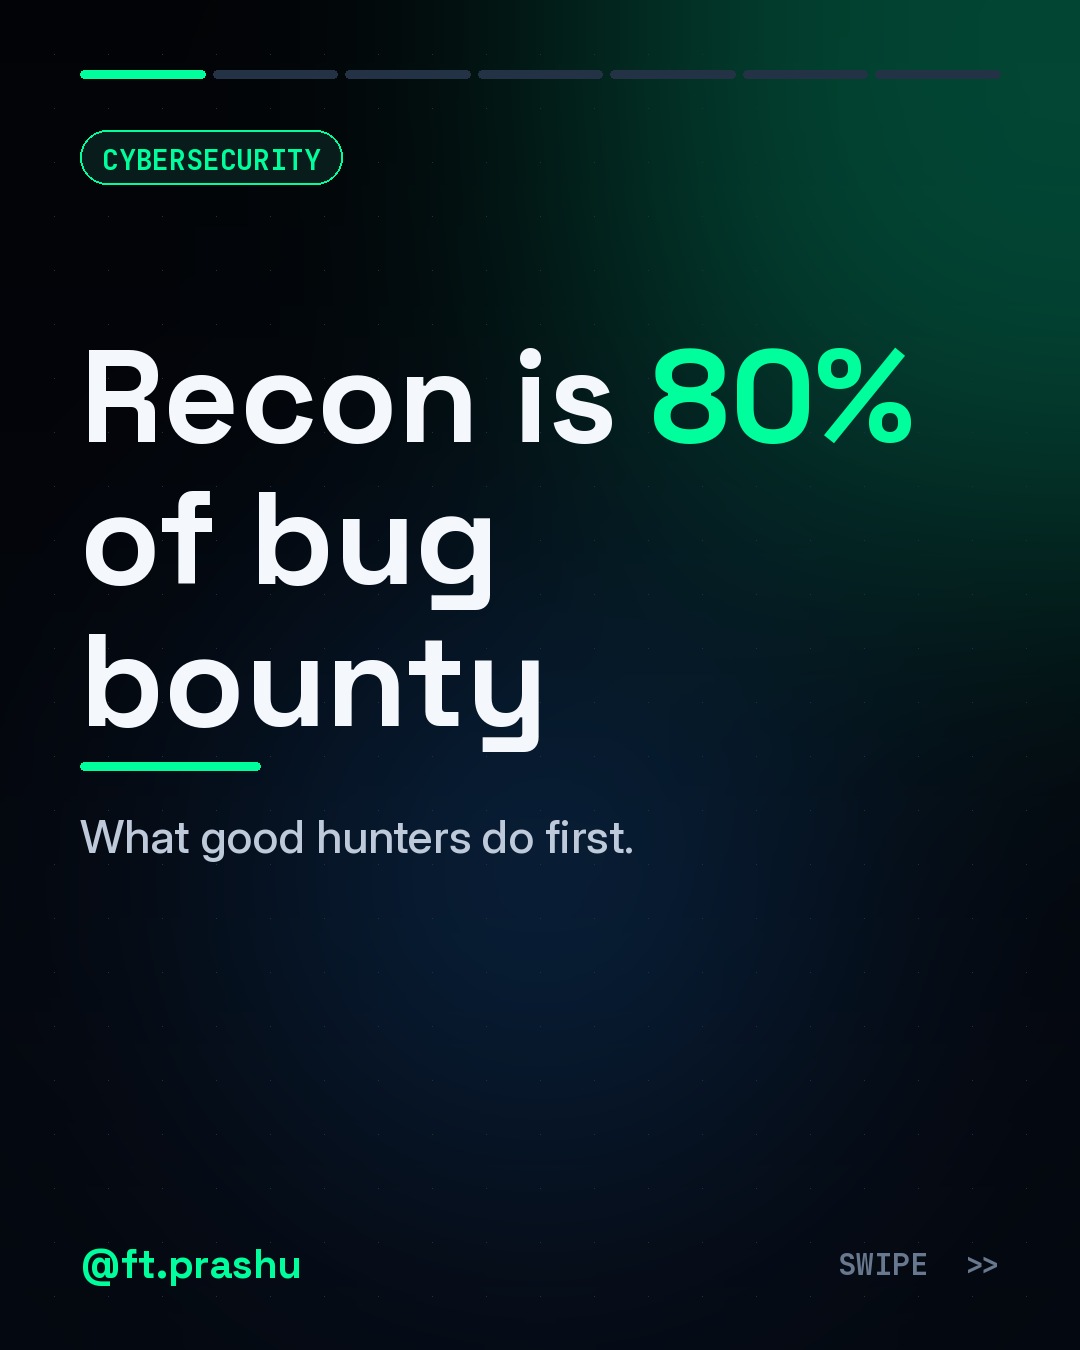 CYBERSECURITY
Recon is 80%
of bug
bounty
What good hunters do first.
@ft.prashu
SWIPE >>